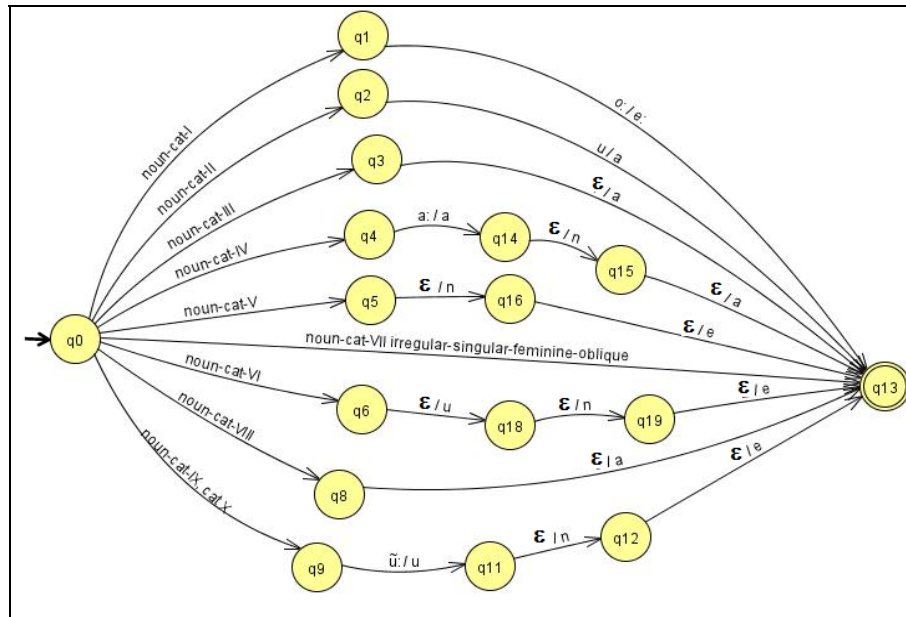 q1
o: / e:
noun-cat-I
q2
u / a
noun-cat-II
q3
ε / a
noun-cat-III
q4
a: / a
q14
ε / n
q15
ε / a
noun-cat-IV
q5
ε / n
q16
ε / e
noun-cat-V
q0
noun-cat-VII irregular-singular-feminine-oblique
q13
noun-cat-VI
q6
ε / u
q18
ε / n
q19
ε / e
noun-cat-VIII
q8
ε / a
noun-cat-IX, cat X
q9
ũ: / u
q11
ε / n
q12
ε / e